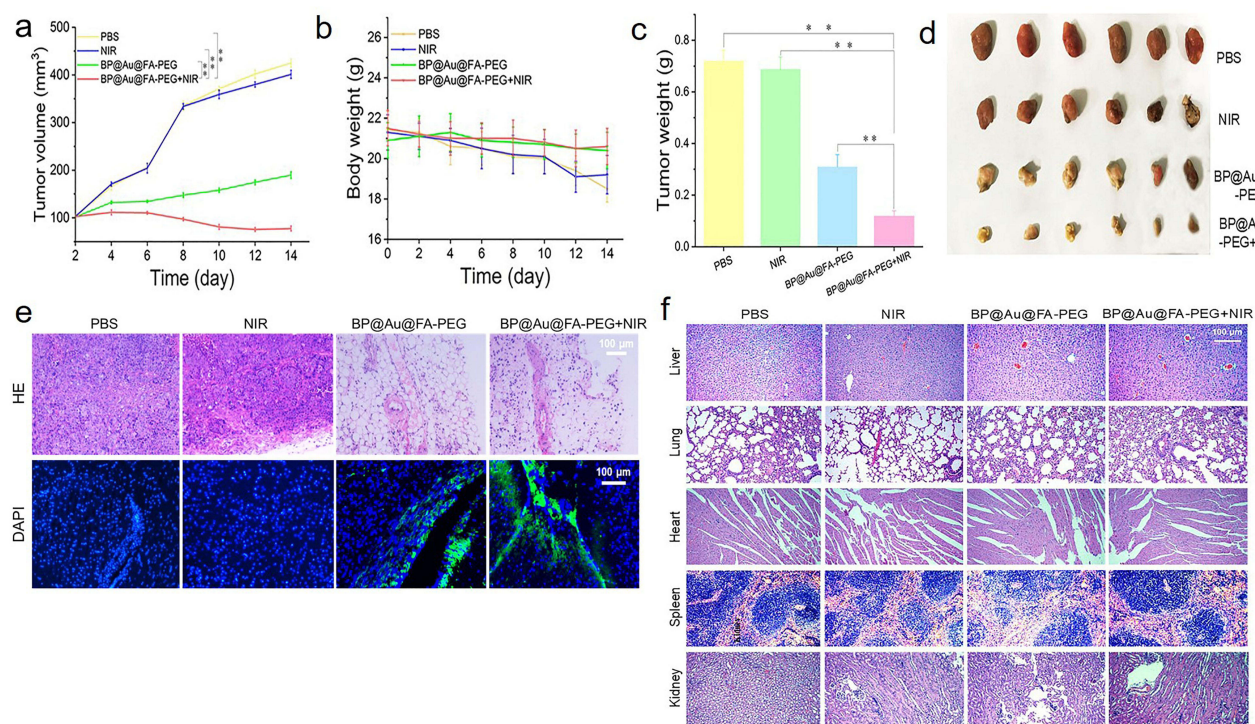 a
500
400
300
200
100
Tumor volume (mm³)
PBS
NIR
BP@Au@FA-PEG
BP@Au@FA-PEG+NIR
**
**
**
2 4 6 8 10 12 14
Time (day)
b
26
24
22
20
18
16
Body weight (g)
PBS
NIR
BP@Au@FA-PEG
BP@Au@FA-PEG+NIR
0 2 4 6 8 10 12 14
Time (day)
c
0.8
0.6
0.4
0.2
0.0
Tumor weight (g)
* *
**
**
PBS
NIR
BP@Au@FA-PEG
BP@Au@FA-PEG+NIR
d
PBS
NIR
BP@Au
-PE
BP@A
-PEG+
e
PBS NIR BP@Au@FA-PEG BP@Au@FA-PEG+NIR
HE
100 μm
DAPI
100 μm
f
PBS NIR BP@Au@FA-PEG BP@Au@FA-PEG+NIR
Liver
100 μm
Lung
Heart
Spleen
Kidney